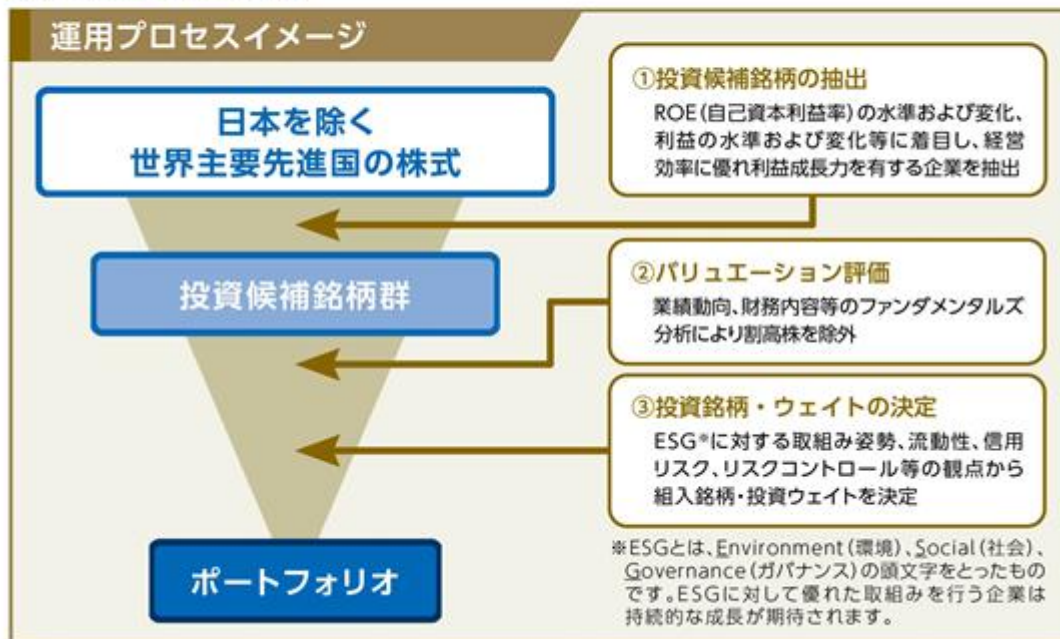 運用プロセスイメージ
日本を除く
世界主要先進国の株式
①投資候補銘柄の抽出
ROE(自己資本利益率)の水準および変化、
利益の水準および変化等に着目し、経営
効率に優れ利益成長力を有する企業を抽出
投資候補銘柄群
②バリュエーション評価
業績動向、財務内容等のファンダメンタルズ
分析により割高株を除外
③投資銘柄・ウェイトの決定
ESG※に対する取組み姿勢、流動性、信用
リスク、リスクコントロール等の観点から
組入銘柄・投資ウェイトを決定
ポートフォリオ
※ESGとは、Environment(環境)、Social(社会)、
Governance(ガバナンス)の頭文字をとったもの
です。ESGに対して優れた取組みを行う企業は
持続的な成長が期待されます。